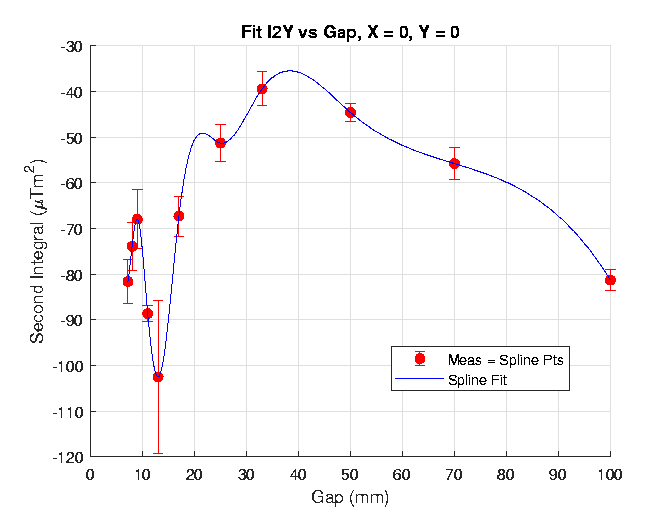 Fit I2Y vs Gap, X = 0, Y = 0
Second Integral (μTm²)
-30
-40
-50
-60
-70
-80
-90
-100
-110
-120
0 10 20 30 40 50 60 70 80 90 100
Gap (mm)
Meas = Spline Pts
Spline Fit